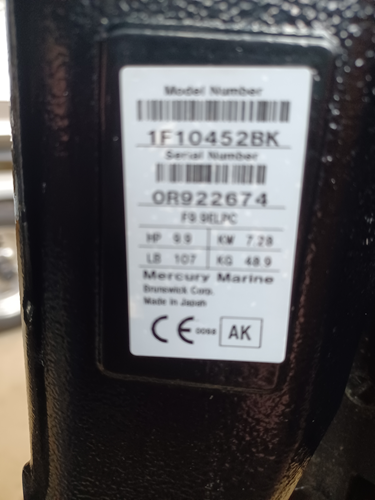 Model Number
1F10452BK
Serial Number
0R922674
F9.9ELPC
HP 9.9 KW 7.28
LB 107 KG 48.9
Mercury Marine
Brunswick Corp.
Made in Japan
CE 0098 AK